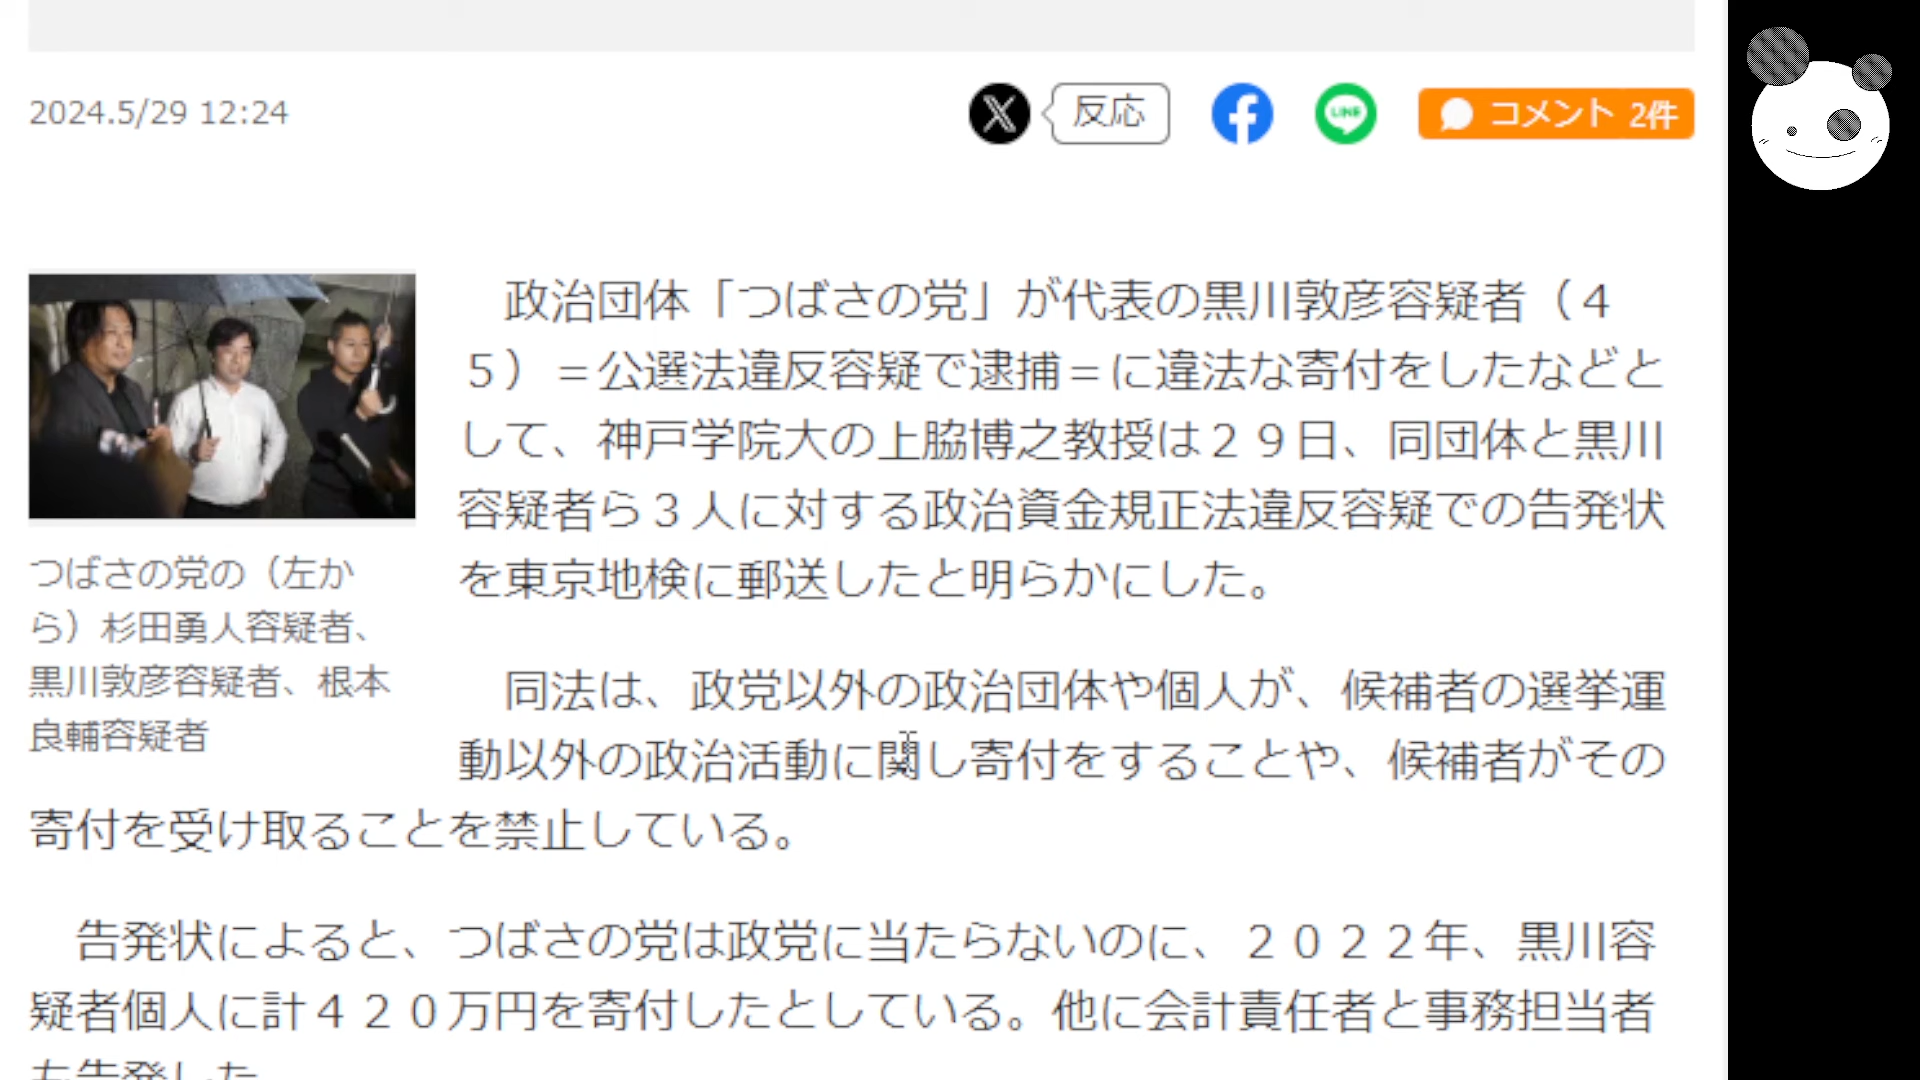 2024.5/29 12:24
反応
LINE
コメント 2件
政治団体「つばさの党」が代表の黒川敦彦容疑者（４
５）＝公選法違反容疑で逮捕＝に違法な寄付をしたなどと
して、神戸学院大の上脇博之教授は２９日、同団体と黒川
容疑者ら３人に対する政治資金規正法違反容疑での告発状
を東京地検に郵送したと明らかにした。
つばさの党の（左か
ら）杉田勇人容疑者、
黒川敦彦容疑者、根本
良輔容疑者
同法は、政党以外の政治団体や個人が、候補者の選挙運
動以外の政治活動に関し寄付をすることや、候補者がその
寄付を受け取ることを禁止している。
告発状によると、つばさの党は政党に当たらないのに、２０２２年、黒川容
疑者個人に計４２０万円を寄付したとしている。他に会計責任者と事務担当者
も告発した